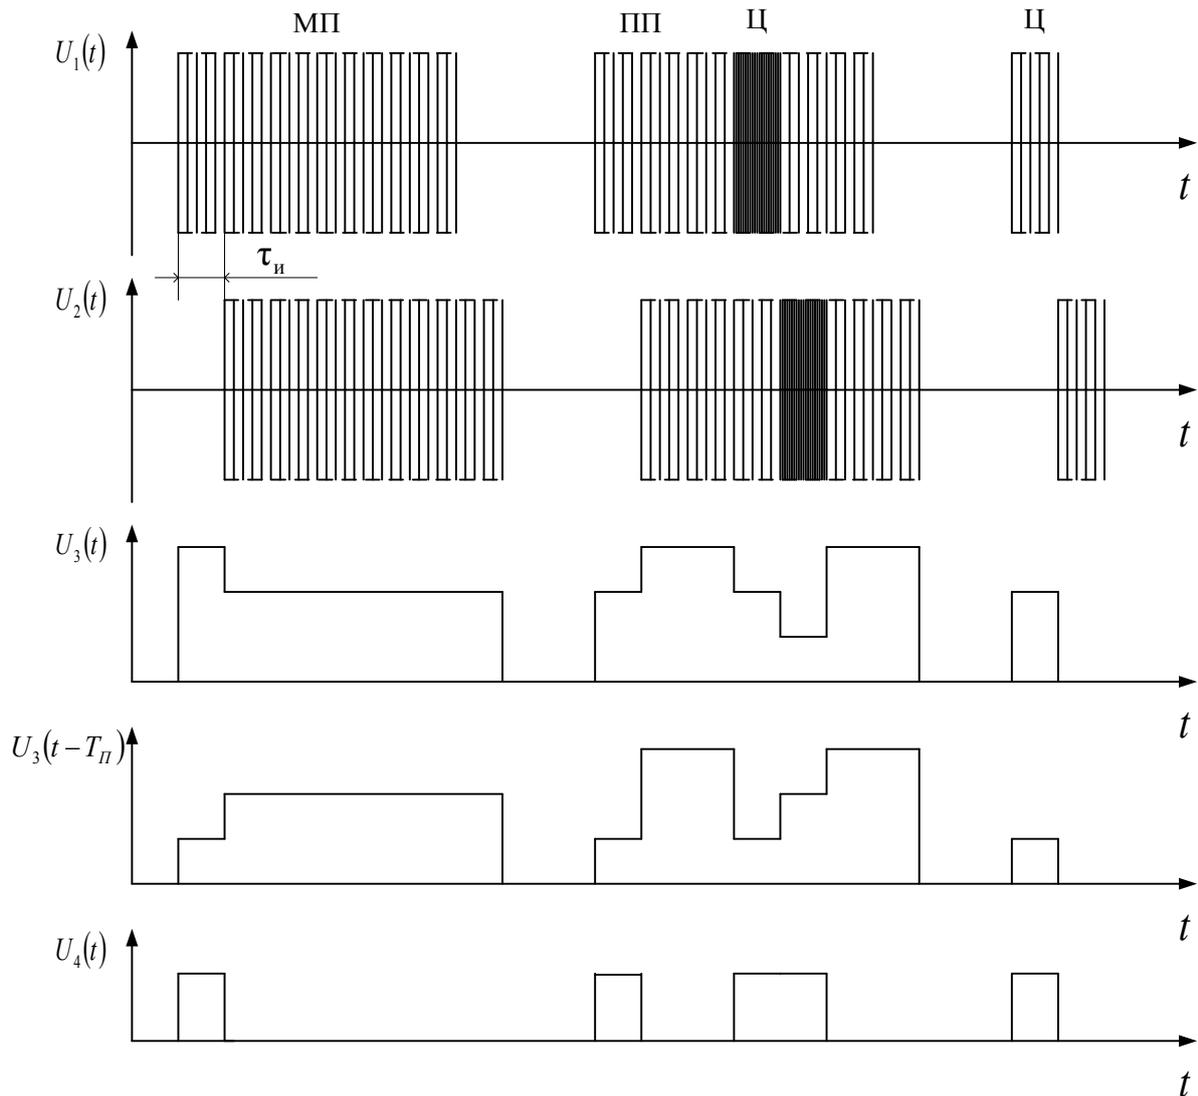 МП ПП Ц Ц
U₁(t)
t
τи
U₂(t)
t
U₃(t)
t
U₃(t − TП)
t
U₄(t)
t